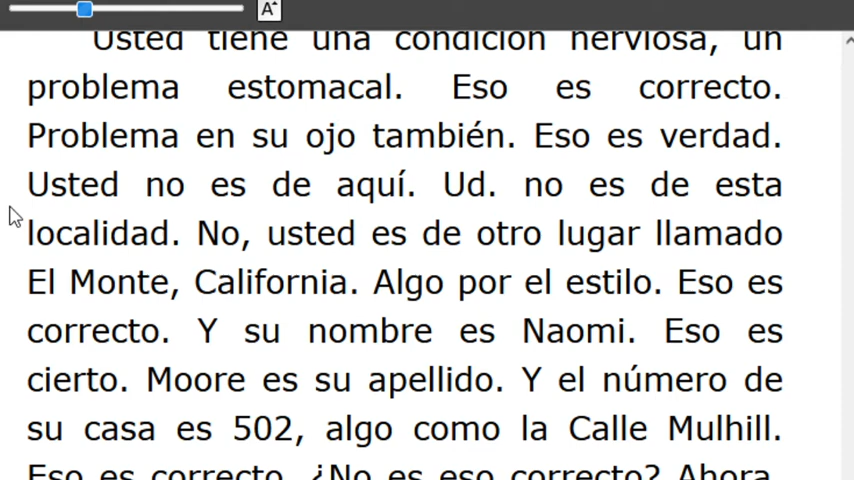 Usted tiene una condición nerviosa, un
problema estomacal. Eso es correcto.
Problema en su ojo también. Eso es verdad.
Usted no es de aquí. Ud. no es de esta
localidad. No, usted es de otro lugar llamado
El Monte, California. Algo por el estilo. Eso es
correcto. Y su nombre es Naomi. Eso es
cierto. Moore es su apellido. Y el número de
su casa es 502, algo como la Calle Mulhill.
Eso es correcto. ¿No es eso correcto? Ahora,